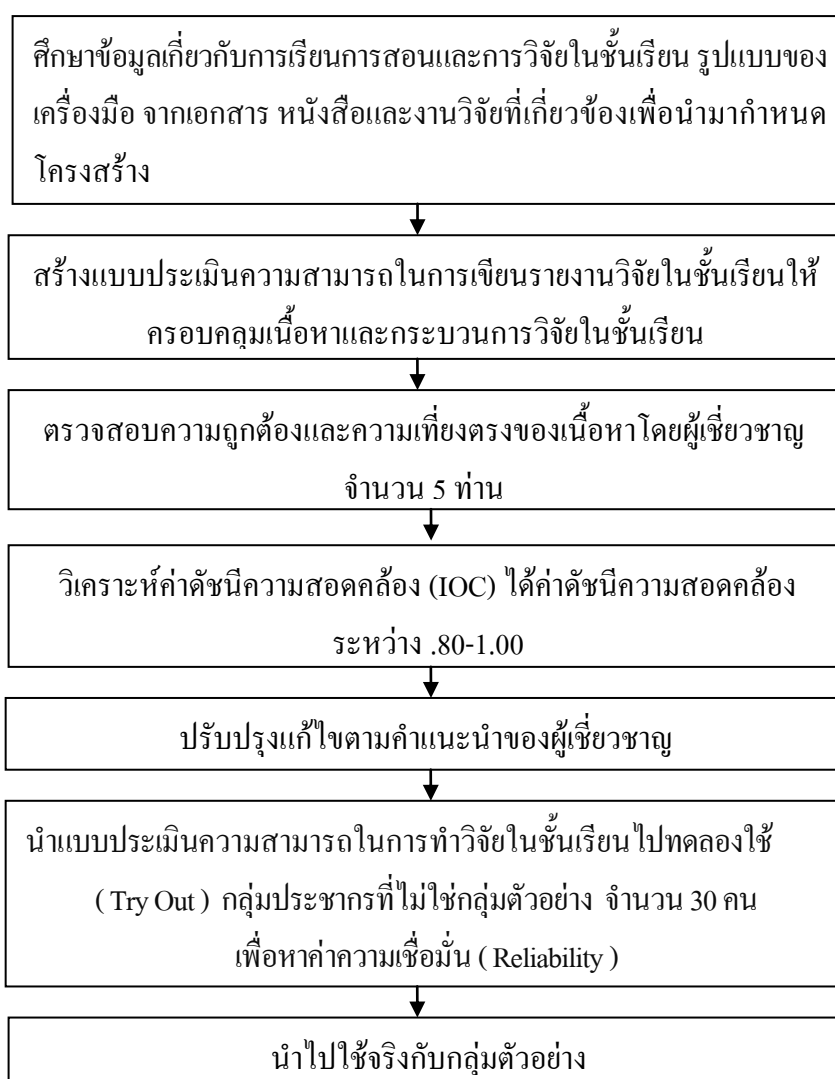 ศึกษาข้อมูลเกี่ยวกับการเรียนการสอนและการวิจัยในชั้นเรียน รูปแบบของ
เครื่องมือ จากเอกสาร หนังสือและงานวิจัยที่เกี่ยวข้องเพื่อนำมากำหนด
โครงสร้าง
สร้างแบบประเมินความสามารถในการเขียนรายงานวิจัยในชั้นเรียนให้
ครอบคลุมเนื้อหาและกระบวนการวิจัยในชั้นเรียน
ตรวจสอบความถูกต้องและความเที่ยงตรงของเนื้อหาโดยผู้เชี่ยวชาญ
จำนวน 5 ท่าน
วิเคราะห์ค่าดัชนีความสอดคล้อง (IOC) ได้ค่าดัชนีความสอดคล้อง
ระหว่าง .80-1.00
ปรับปรุงแก้ไขตามคำแนะนำของผู้เชี่ยวชาญ
นำแบบประเมินความสามารถในการทำวิจัยในชั้นเรียนไปทดลองใช้
( Try Out ) กลุ่มประชากรที่ไม่ใช่กลุ่มตัวอย่าง จำนวน 30 คน
เพื่อหาค่าความเชื่อมั่น ( Reliability )
นำไปใช้จริงกับกลุ่มตัวอย่าง